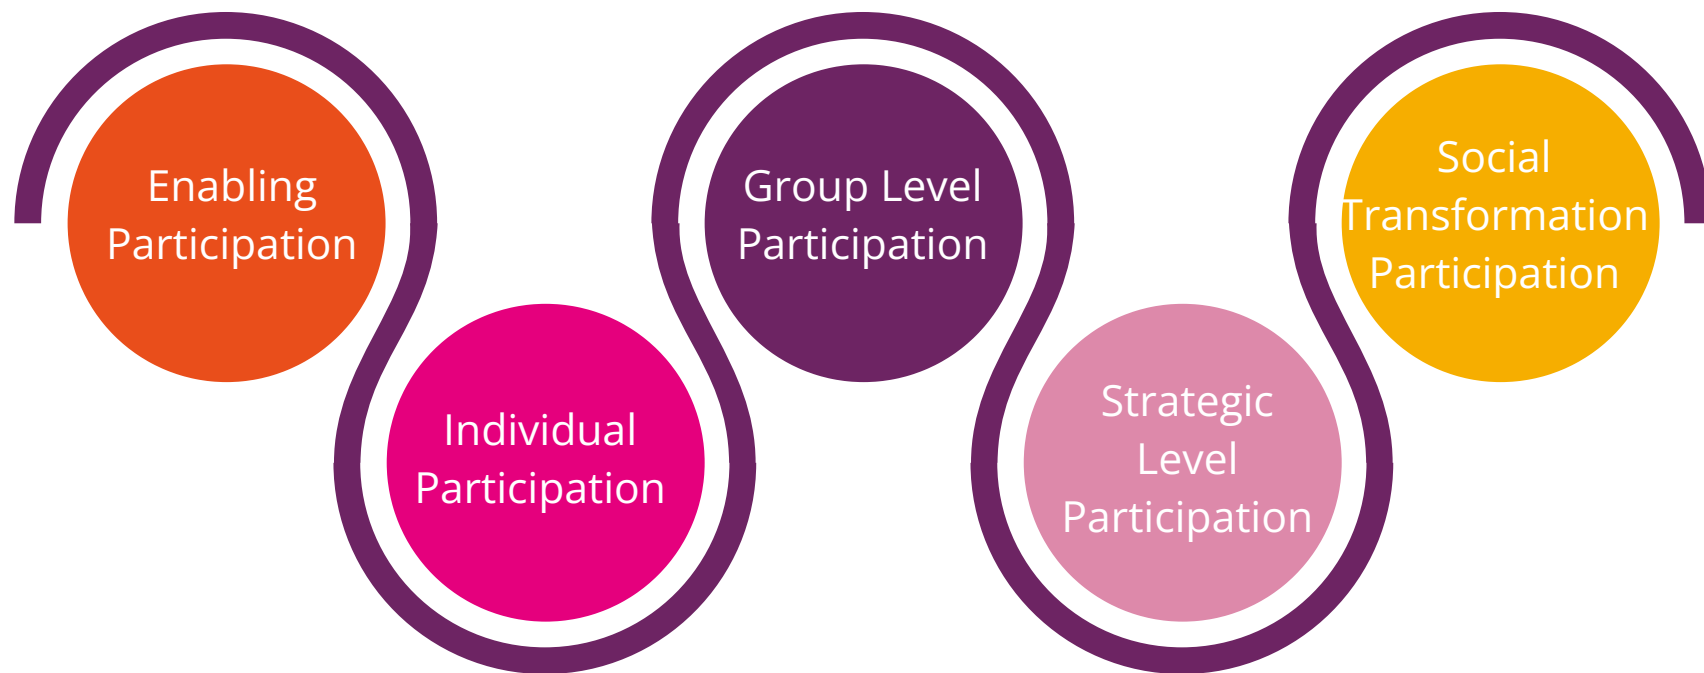 Enabling
Participation
Individual
Participation
Group Level
Participation
Strategic
Level
Participation
Social
Transformation
Participation